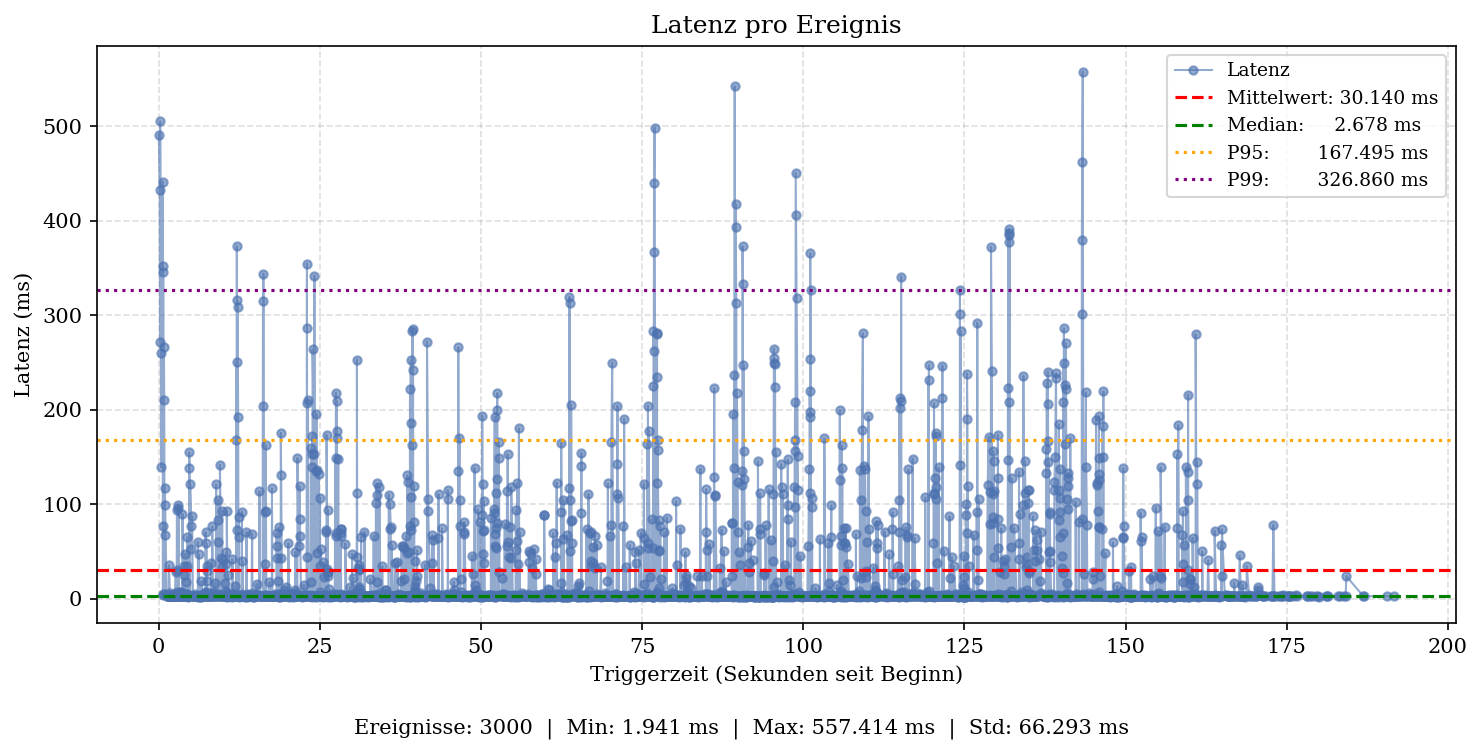 Latenz pro Ereignis
Latenz (ms)
500
400
300
200
100
0
Latenz
Mittelwert: 30.140 ms
Median: 2.678 ms
P95: 167.495 ms
P99: 326.860 ms
0 25 50 75 100 125 150 175 200
Triggerzeit (Sekunden seit Beginn)
Ereignisse: 3000 | Min: 1.941 ms | Max: 557.414 ms | Std: 66.293 ms